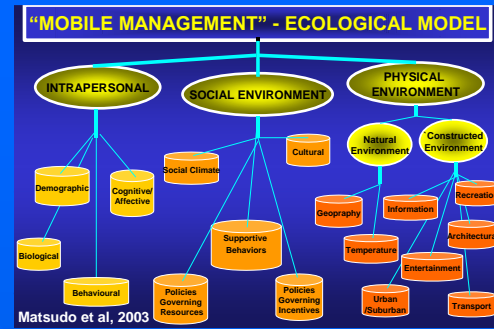 “MOBILE MANAGEMENT” - ECOLOGICAL MODEL
INTRAPERSONAL
SOCIAL ENVIRONMENT
PHYSICAL
ENVIRONMENT
Natural
Environment
Constructed
Environment
Demographic
Cognitive/
Affective
Biological
Behavioural
Social Climate
Cultural
Supportive
Behaviors
Policies
Governing
Resources
Policies
Governing
Incentives
Geopraphy
Temperature
Information
Recreation
Architectural
Entertainment
Urban
/Suburban
Transport
Matsudo et al, 2003